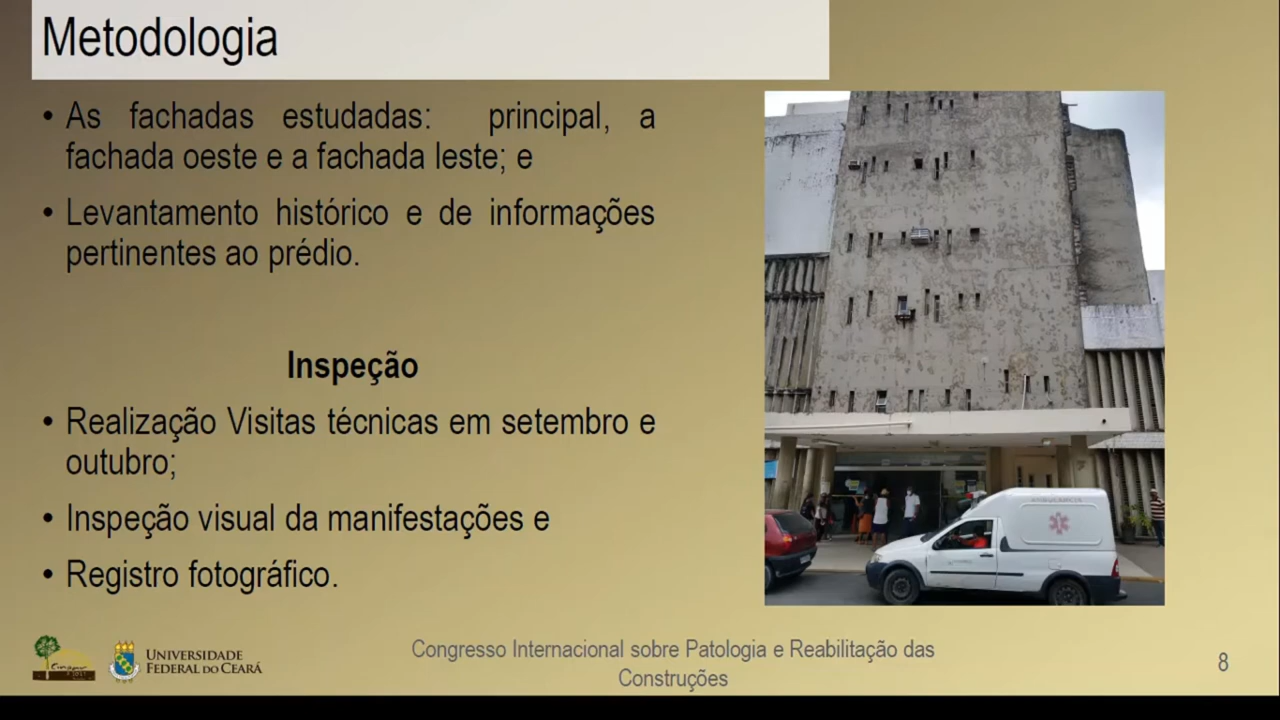 Metodologia
• As fachadas estudadas: principal, a
fachada oeste e a fachada leste; e
• Levantamento histórico e de informações
pertinentes ao prédio.
Inspeção
• Realização Visitas técnicas em setembro e
outubro;
• Inspeção visual da manifestações e
• Registro fotográfico.
UNIVERSIDADE
FEDERAL DO CEARÁ
Congresso Internacional sobre Patologia e Reabilitação das
Construções
8